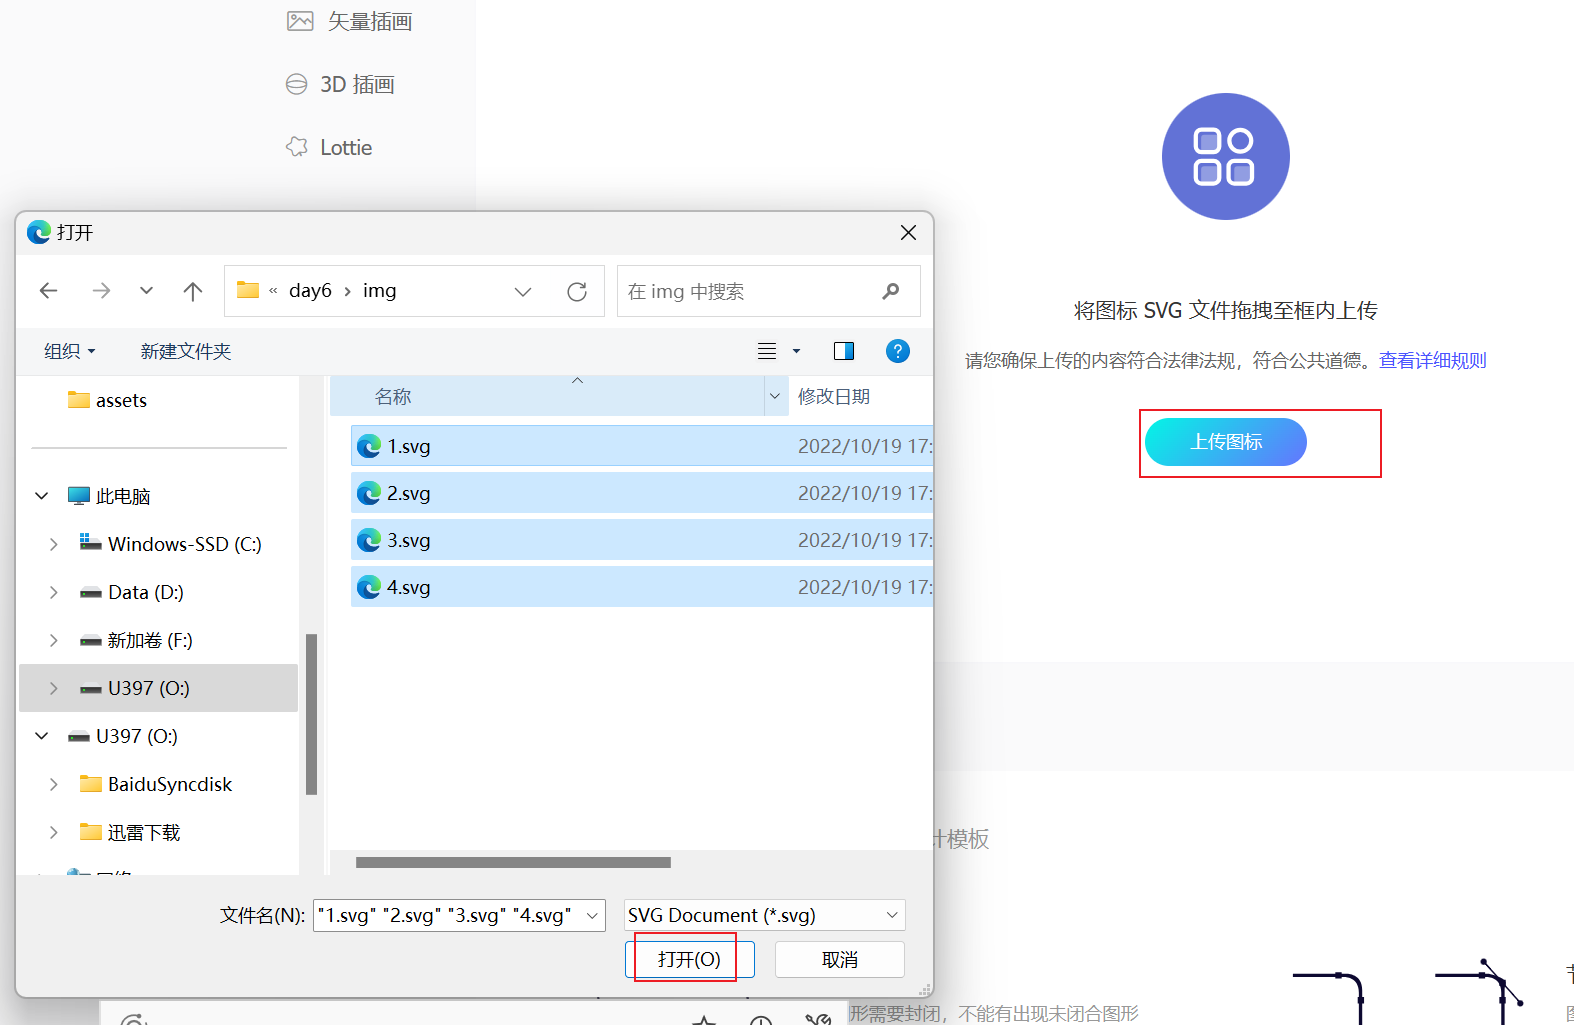 矢量插画
3D 插画
Lottie
打开
« day6 › img
在 img 中搜索
组织
新建文件夹
名称
修改日期
assets
此电脑
Windows-SSD (C:)
Data (D:)
新加卷 (F:)
U397 (O:)
U397 (O:)
BaiduSyncdisk
迅雷下载
1.svg 2022/10/19 17:
2.svg 2022/10/19 17:
3.svg 2022/10/19 17:
4.svg 2022/10/19 17:
文件名(N): "1.svg" "2.svg" "3.svg" "4.svg"
SVG Document (*.svg)
打开(O)
取消
将图标 SVG 文件拖拽至框内上传
请您确保上传的内容符合法律法规，符合公共道德。查看详细规则
上传图标
计模板
形需要封闭，不能有出现未闭合图形